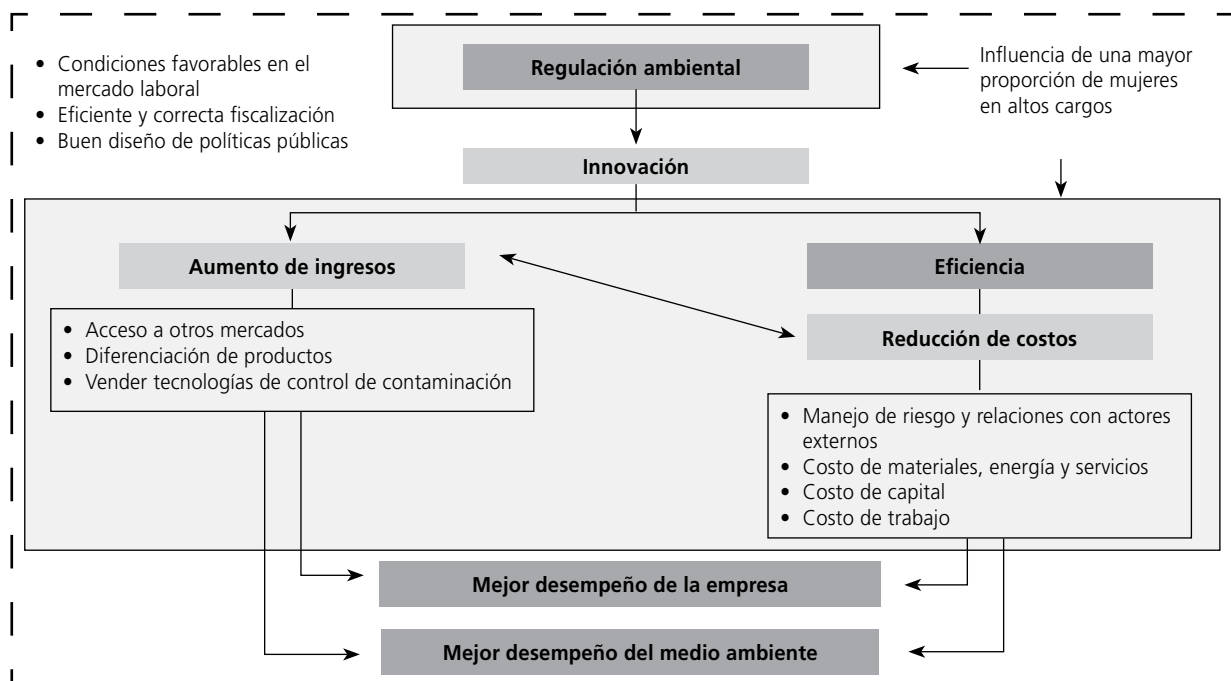 • Condiciones favorables en el
mercado laboral
• Eficiente y correcta fiscalización
• Buen diseño de políticas públicas
Regulación ambiental
Influencia de una mayor
proporción de mujeres
en altos cargos
Innovación
Aumento de ingresos
Eficiencia
• Acceso a otros mercados
• Diferenciación de productos
• Vender tecnologías de control de contaminación
Reducción de costos
• Manejo de riesgo y relaciones con actores
externos
• Costo de materiales, energía y servicios
• Costo de capital
• Costo de trabajo
Mejor desempeño de la empresa
Mejor desempeño del medio ambiente